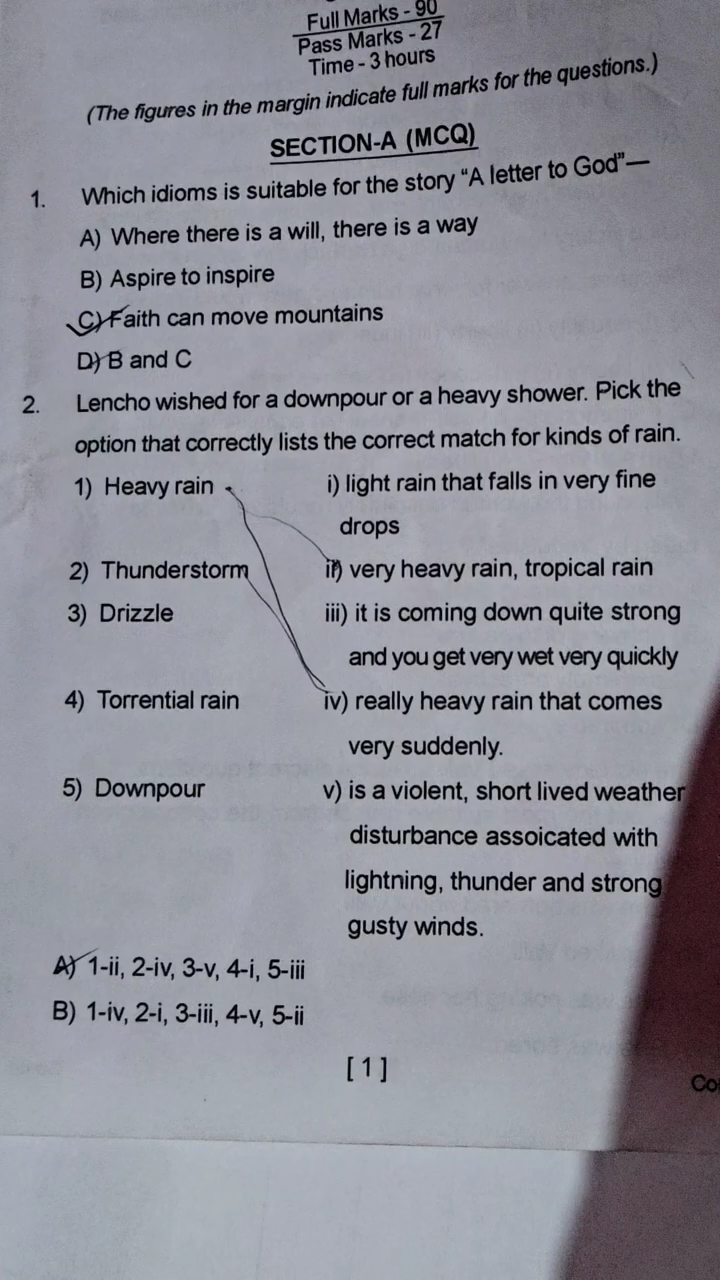 Full Marks - 90
Pass Marks - 27
Time - 3 hours
(The figures in the margin indicate full marks for the questions.)
SECTION-A (MCQ)
1. Which idioms is suitable for the story “A letter to God”—
A) Where there is a will, there is a way
B) Aspire to inspire
C) Faith can move mountains
D) B and C
2. Lencho wished for a downpour or a heavy shower. Pick the
option that correctly lists the correct match for kinds of rain.
1) Heavy rain i) light rain that falls in very fine
drops
2) Thunderstorm ii) very heavy rain, tropical rain
3) Drizzle iii) it is coming down quite strong
and you get very wet very quickly
4) Torrential rain iv) really heavy rain that comes
very suddenly.
5) Downpour v) is a violent, short lived weather
disturbance assoicated with
lightning, thunder and strong
gusty winds.
A) 1-ii, 2-iv, 3-v, 4-i, 5-iii
B) 1-iv, 2-i, 3-iii, 4-v, 5-ii
[ 1 ]